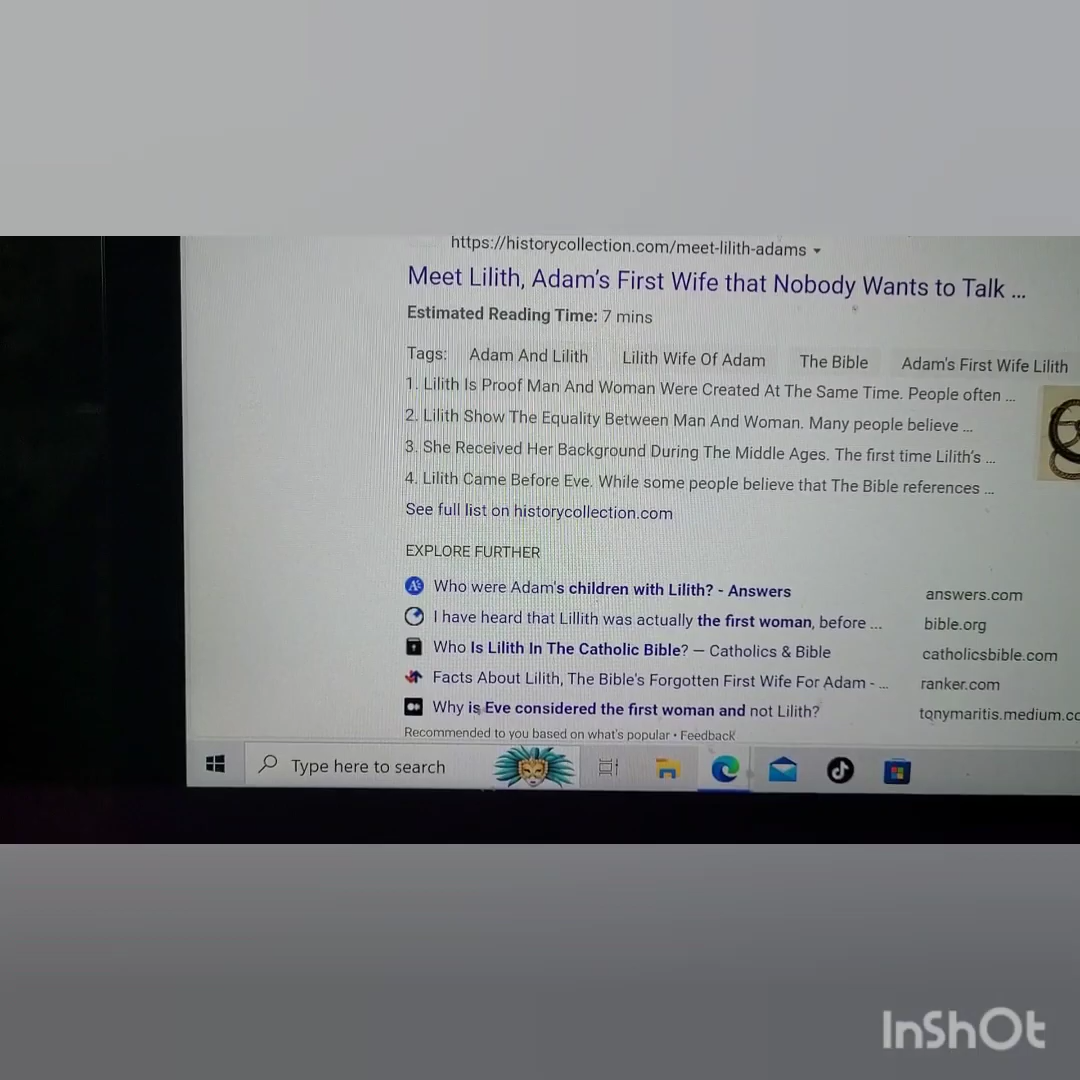 https://historycollection.com/meet-lilith-adams
Meet Lilith, Adam's First Wife that Nobody Wants to Talk ...
Estimated Reading Time: 7 mins
Tags: Adam And Lilith Lilith Wife Of Adam The Bible Adam's First Wife Lilith
1. Lilith Is Proof Man And Woman Were Created At The Same Time. People often ...
2. Lilith Show The Equality Between Man And Woman. Many people believe ...
3. She Received Her Background During The Middle Ages. The first time Lilith's ...
4. Lilith Came Before Eve. While some people believe that The Bible references ...
See full list on historycollection.com
EXPLORE FURTHER
Who were Adam's children with Lilith? - Answers answers.com
I have heard that Lillith was actually the first woman, before ... bible.org
Who Is Lilith In The Catholic Bible? — Catholics & Bible catholicsbible.com
Facts About Lilith, The Bible's Forgotten First Wife For Adam - ... ranker.com
Why is Eve considered the first woman and not Lilith? tonymaritis.medium.co
Recommended to you based on what's popular • Feedback
Type here to search
InShOt